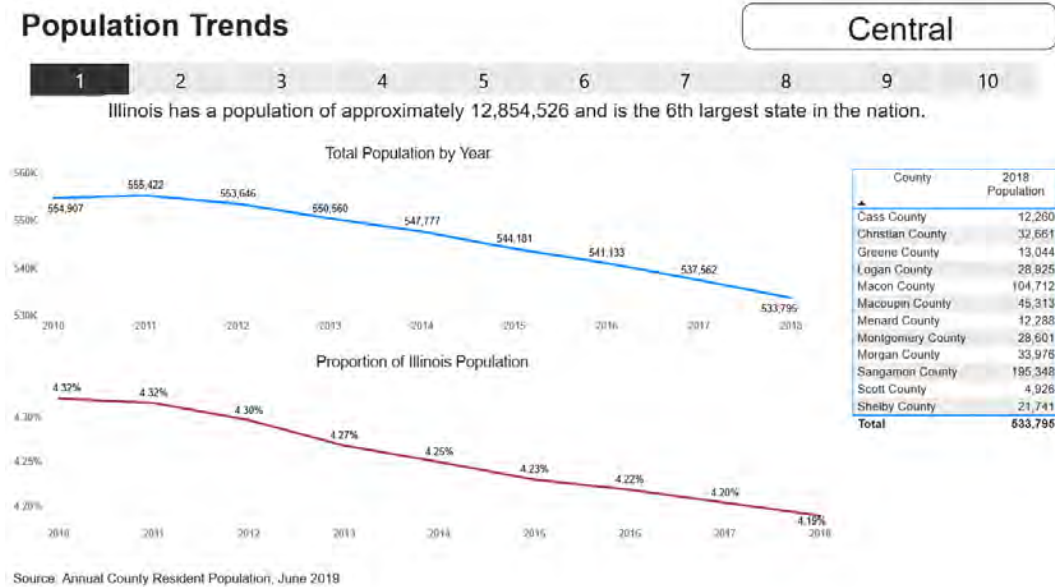 Population Trends
Central
1 2 3 4 5 6 7 8 9 10
Illinois has a population of approximately 12,854,526 and is the 6th largest state in the nation.
Total Population by Year
560K
550K
540K
530K
554,907
555,422
553,646
550,560
547,777
544,181
541,133
537,562
533,795
2010 2011 2012 2013 2014 2015 2016 2017 2018
Proportion of Illinois Population
4.30%
4.25%
4.20%
4.32%
4.32%
4.30%
4.27%
4.25%
4.23%
4.22%
4.20%
4.19%
2010 2011 2012 2013 2014 2015 2016 2017 2018
County 2018
Population
Cass County 12,260
Christian County 32,661
Greene County 13,044
Logan County 28,925
Macon County 104,712
Macoupin County 45,313
Menard County 12,288
Montgomery County 28,601
Morgan County 33,976
Sangamon County 195,348
Scott County 4,926
Shelby County 21,741
Total 533,795
Source: Annual County Resident Population, June 2019